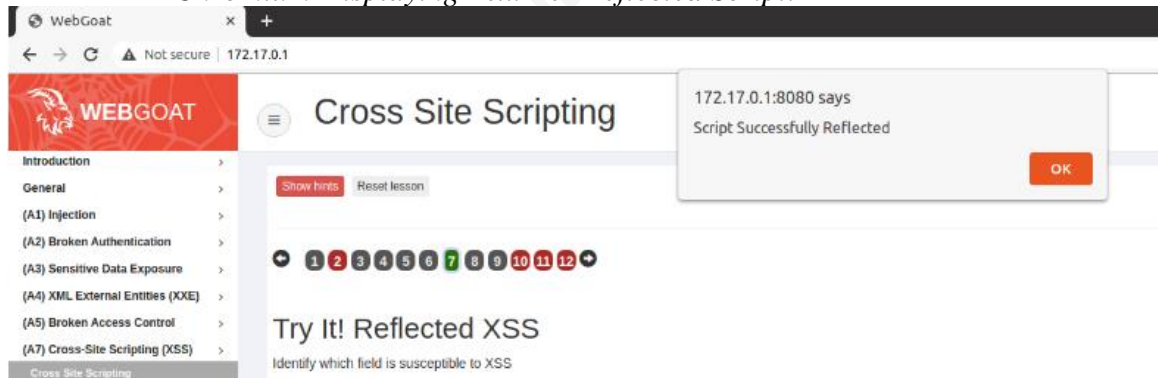 WebGoat
Not secure 172.17.0.1
WEBGOAT
Cross Site Scripting
172.17.0.1:8080 says
Script Successfully Reflected
OK
Introduction
General
(A1) Injection
(A2) Broken Authentication
(A3) Sensitive Data Exposure
(A4) XML External Entities (XXE)
(A5) Broken Access Control
(A7) Cross-Site Scripting (XSS)
Cross Site Scripting
Show hints Reset lesson
1 2 3 4 5 6 7 8 9 10 11 12
Try It! Reflected XSS
Identify which field is susceptible to XSS